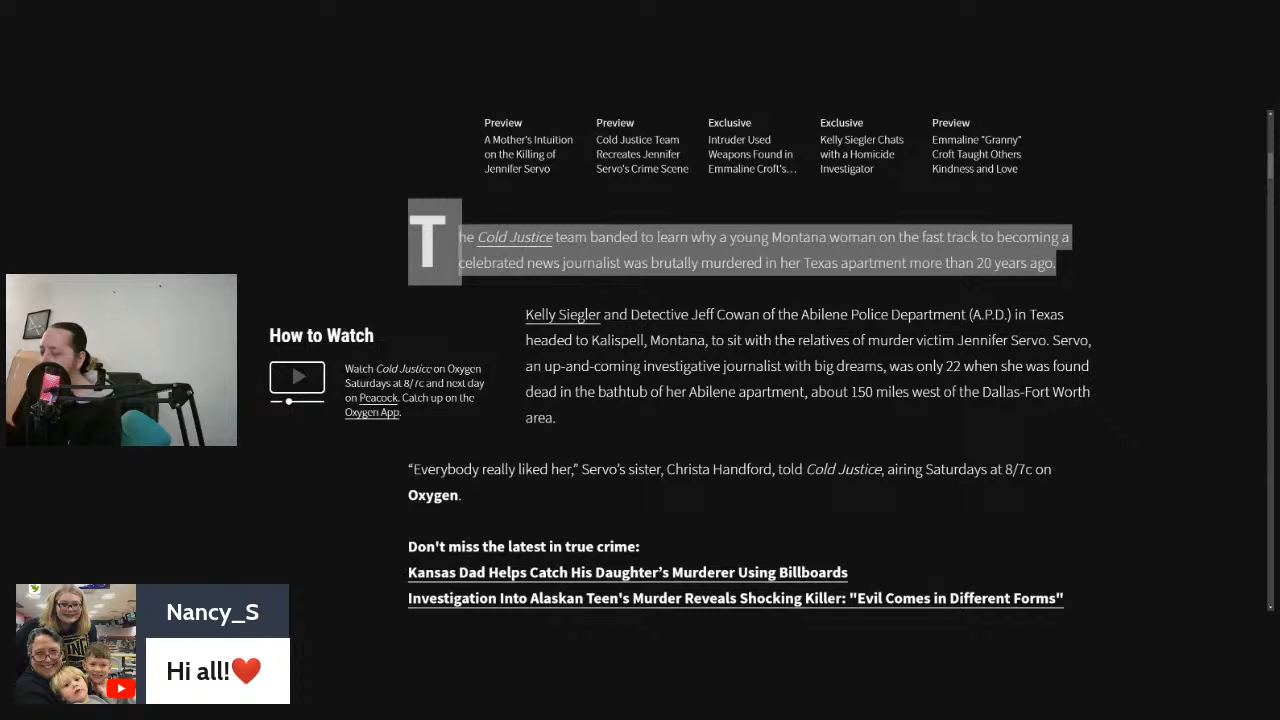 Preview
A Mother's Intuition
on the Killing of
Jennifer Servo
Preview
Cold Justice Team
Recreates Jennifer
Servo's Crime Scene
Exclusive
Intruder Used
Weapons Found in
Emmaline Croft's…
Exclusive
Kelly Siegler Chats
with a Homicide
Investigator
Preview
Emmaline "Granny"
Croft Taught Others
Kindness and Love
The Cold Justice team banded to learn why a young Montana woman on the fast track to becoming a
celebrated news journalist was brutally murdered in her Texas apartment more than 20 years ago.
How to Watch
Watch Cold Justice on Oxygen
Saturdays at 8/7c and next day
on Peacock. Catch up on the
Oxygen App.
Kelly Siegler and Detective Jeff Cowan of the Abilene Police Department (A.P.D.) in Texas
headed to Kalispell, Montana, to sit with the relatives of murder victim Jennifer Servo. Servo,
an up-and-coming investigative journalist with big dreams, was only 22 when she was found
dead in the bathtub of her Abilene apartment, about 150 miles west of the Dallas-Fort Worth
area.
“Everybody really liked her,” Servo’s sister, Christa Handford, told Cold Justice, airing Saturdays at 8/7c on
Oxygen.
Don't miss the latest in true crime:
Kansas Dad Helps Catch His Daughter’s Murderer Using Billboards
Investigation Into Alaskan Teen's Murder Reveals Shocking Killer: "Evil Comes in Different Forms"
Nancy_S
Hi all!❤️